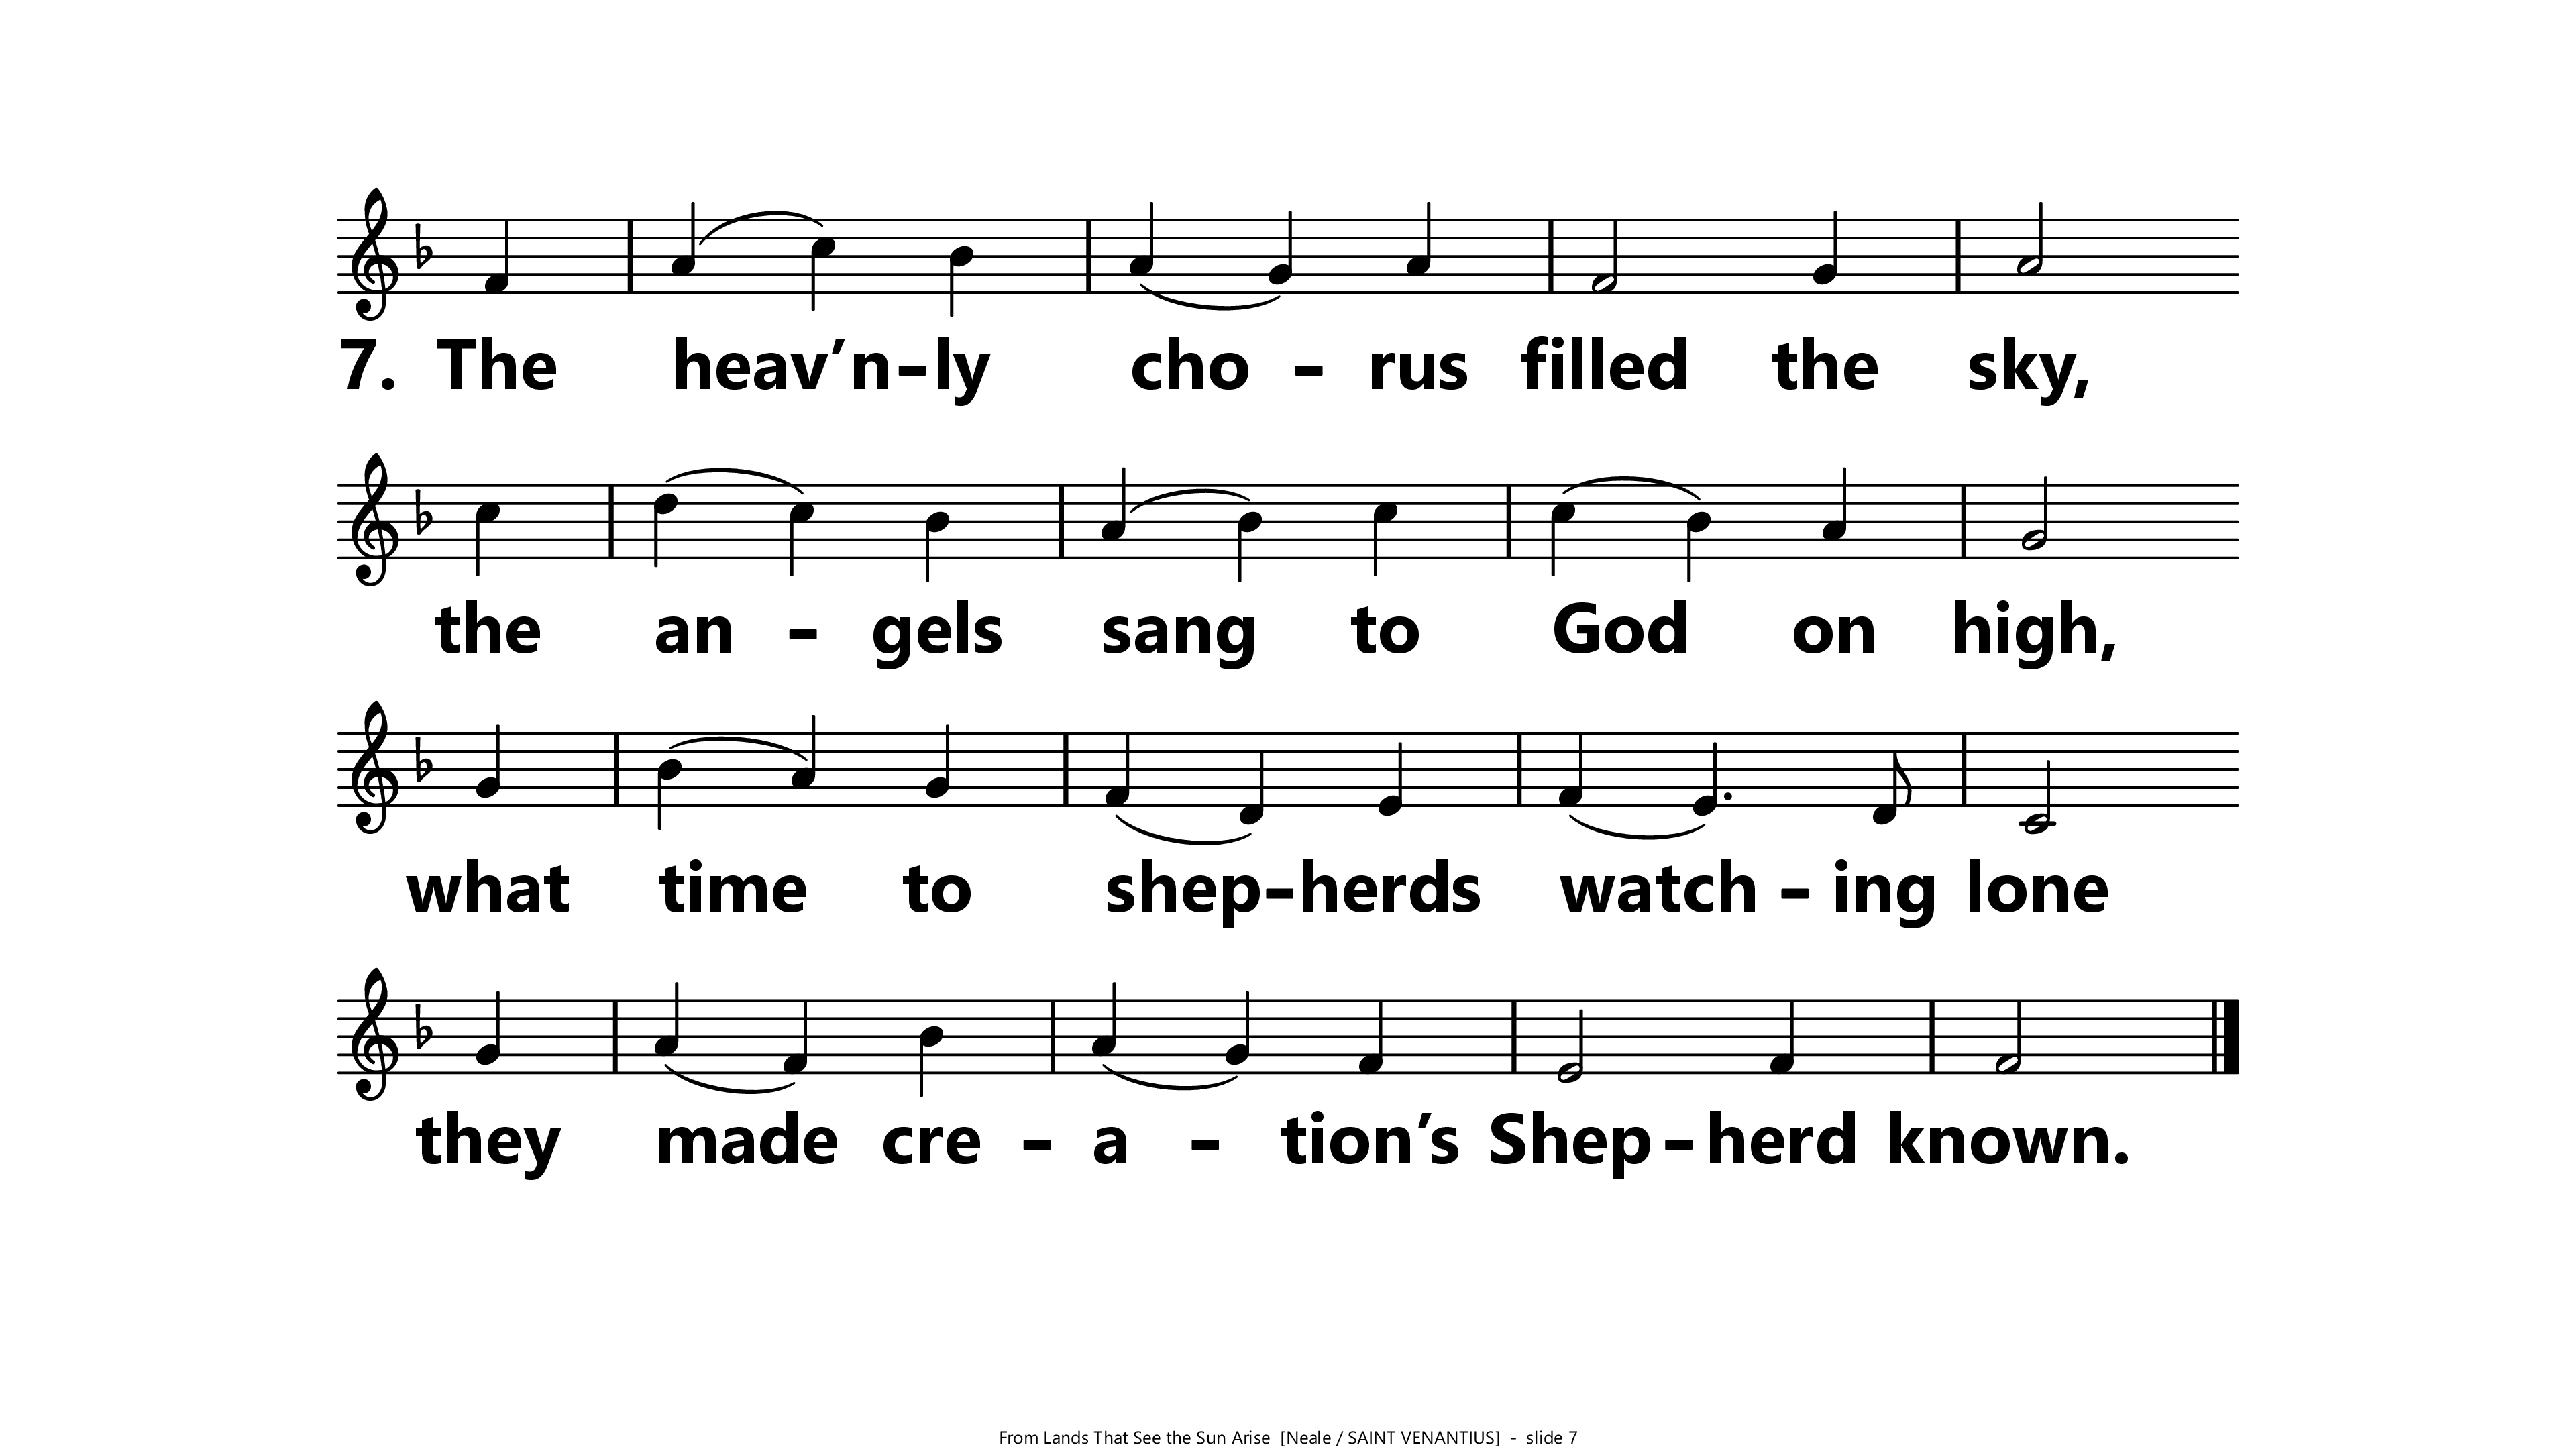 7. The heav’n-ly cho - rus filled the sky,
the an - gels sang to God on high,
what time to shep-herds watch - ing lone
they made cre - a - tion’s Shep - herd known.
From Lands That See the Sun Arise [Neale / SAINT VENANTIUS] - slide 7